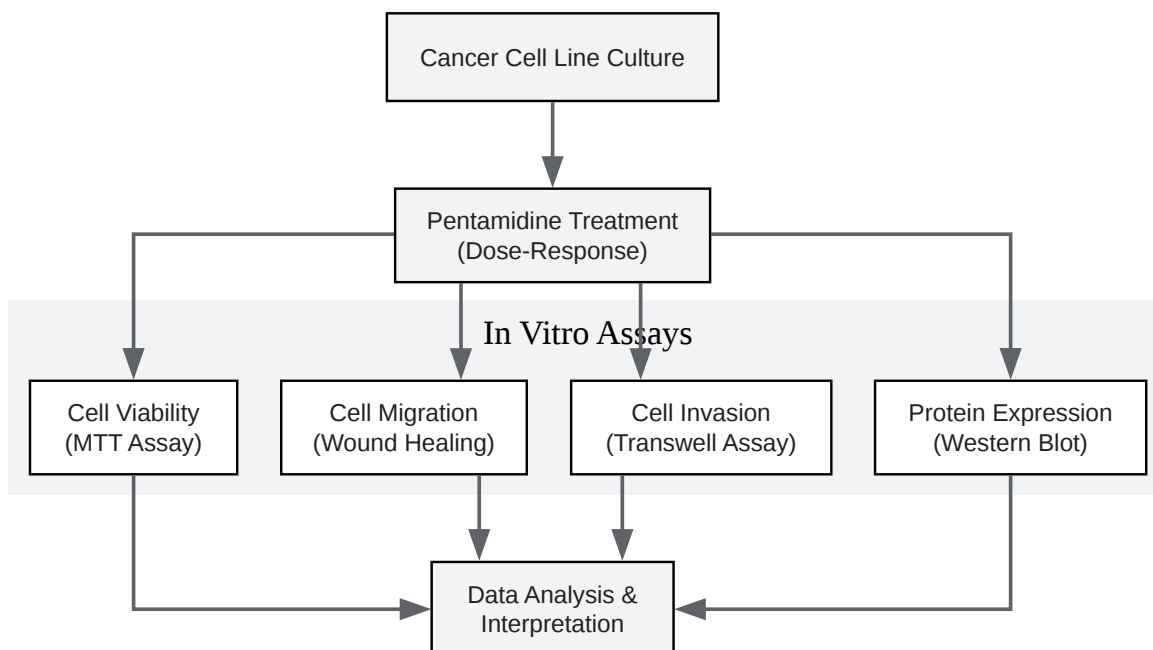 Cancer Cell Line Culture
Pentamidine Treatment
(Dose-Response)
In Vitro Assays
Cell Viability
(MTT Assay)
Cell Migration
(Wound Healing)
Cell Invasion
(Transwell Assay)
Protein Expression
(Western Blot)
Data Analysis &
Interpretation